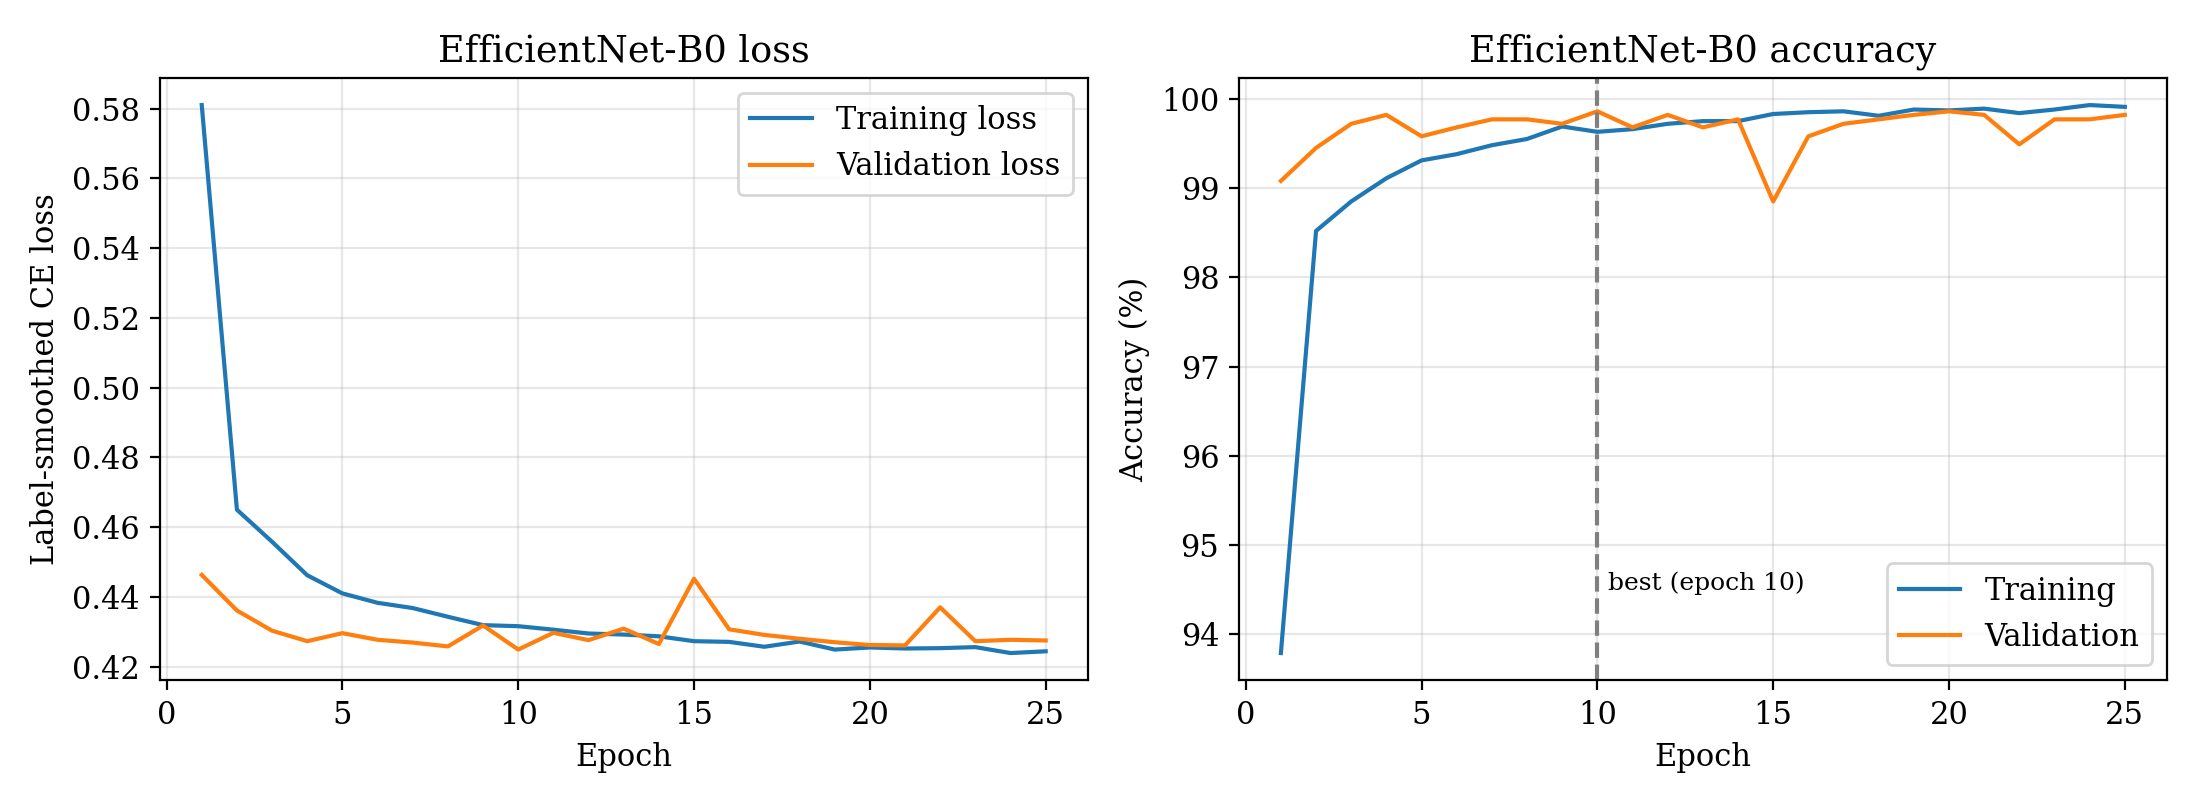 EfficientNet-B0 loss
Label-smoothed CE loss
0.58
0.56
0.54
0.52
0.50
0.48
0.46
0.44
0.42
Training loss
Validation loss
0 5 10 15 20 25
Epoch
EfficientNet-B0 accuracy
Accuracy (%)
100
99
98
97
96
95
94
best (epoch 10)
Training
Validation
0 5 10 15 20 25
Epoch